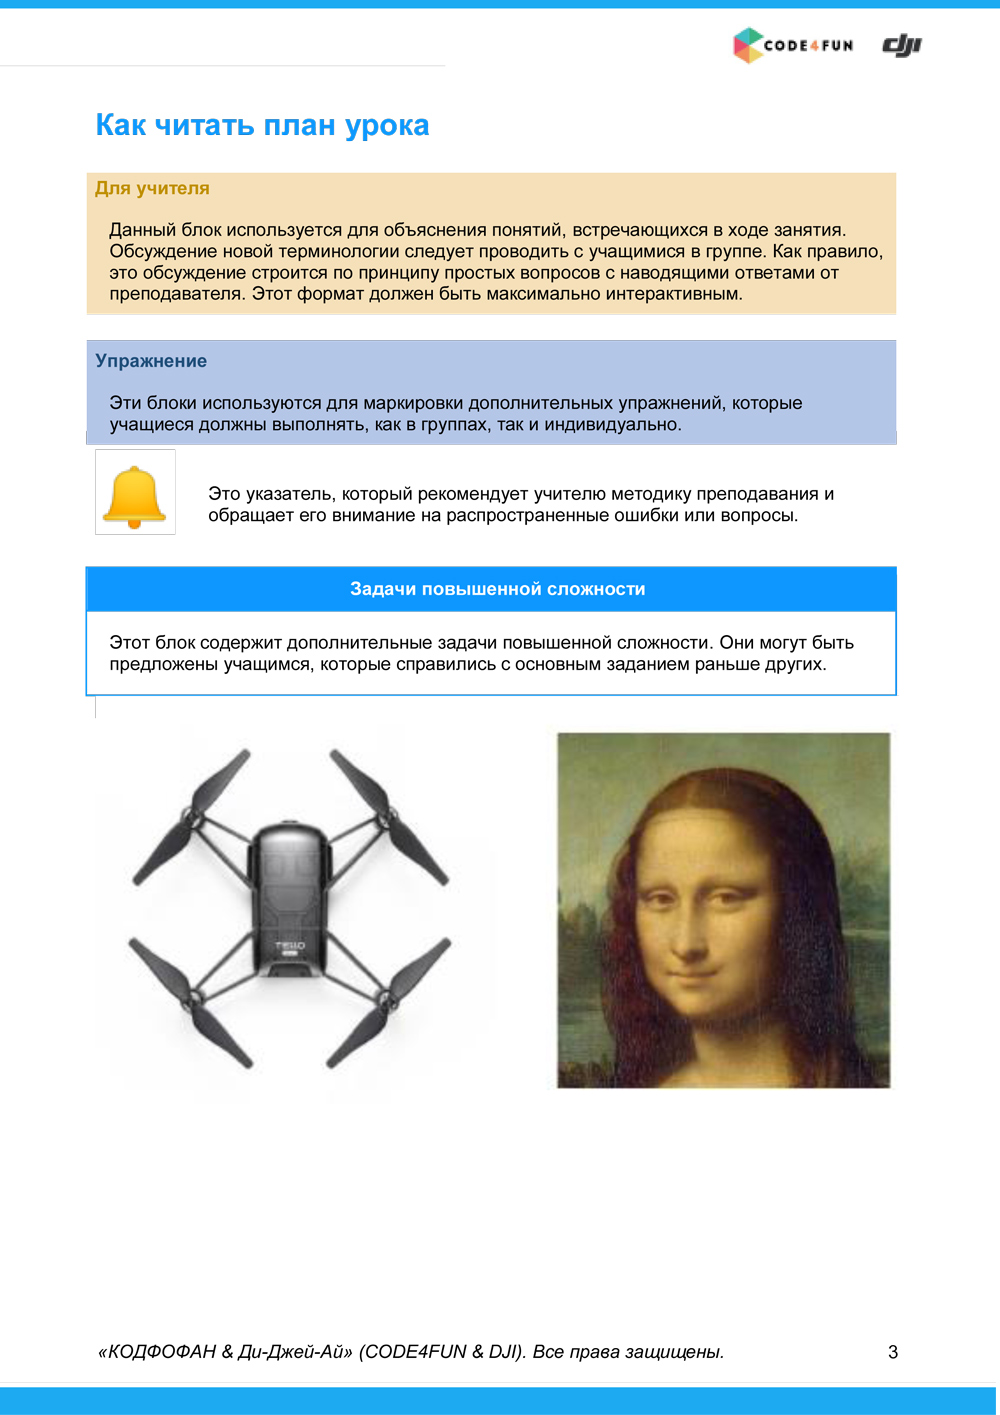 CODE4FUN dji
Как читать план урока
Для учителя
Данный блок используется для объяснения понятий, встречающихся в ходе занятия.
Обсуждение новой терминологии следует проводить с учащимися в группе. Как правило,
это обсуждение строится по принципу простых вопросов с наводящими ответами от
преподавателя. Этот формат должен быть максимально интерактивным.
Упражнение
Эти блоки используются для маркировки дополнительных упражнений, которые
учащиеся должны выполнять, как в группах, так и индивидуально.
Это указатель, который рекомендует учителю методику преподавания и
обращает его внимание на распространенные ошибки или вопросы.
Задачи повышенной сложности
Этот блок содержит дополнительные задачи повышенной сложности. Они могут быть
предложены учащимся, которые справились с основным заданием раньше других.
TELLO
«КОДФОФАН & Ди-Джей-Ай» (CODE4FUN & DJI). Все права защищены. 3